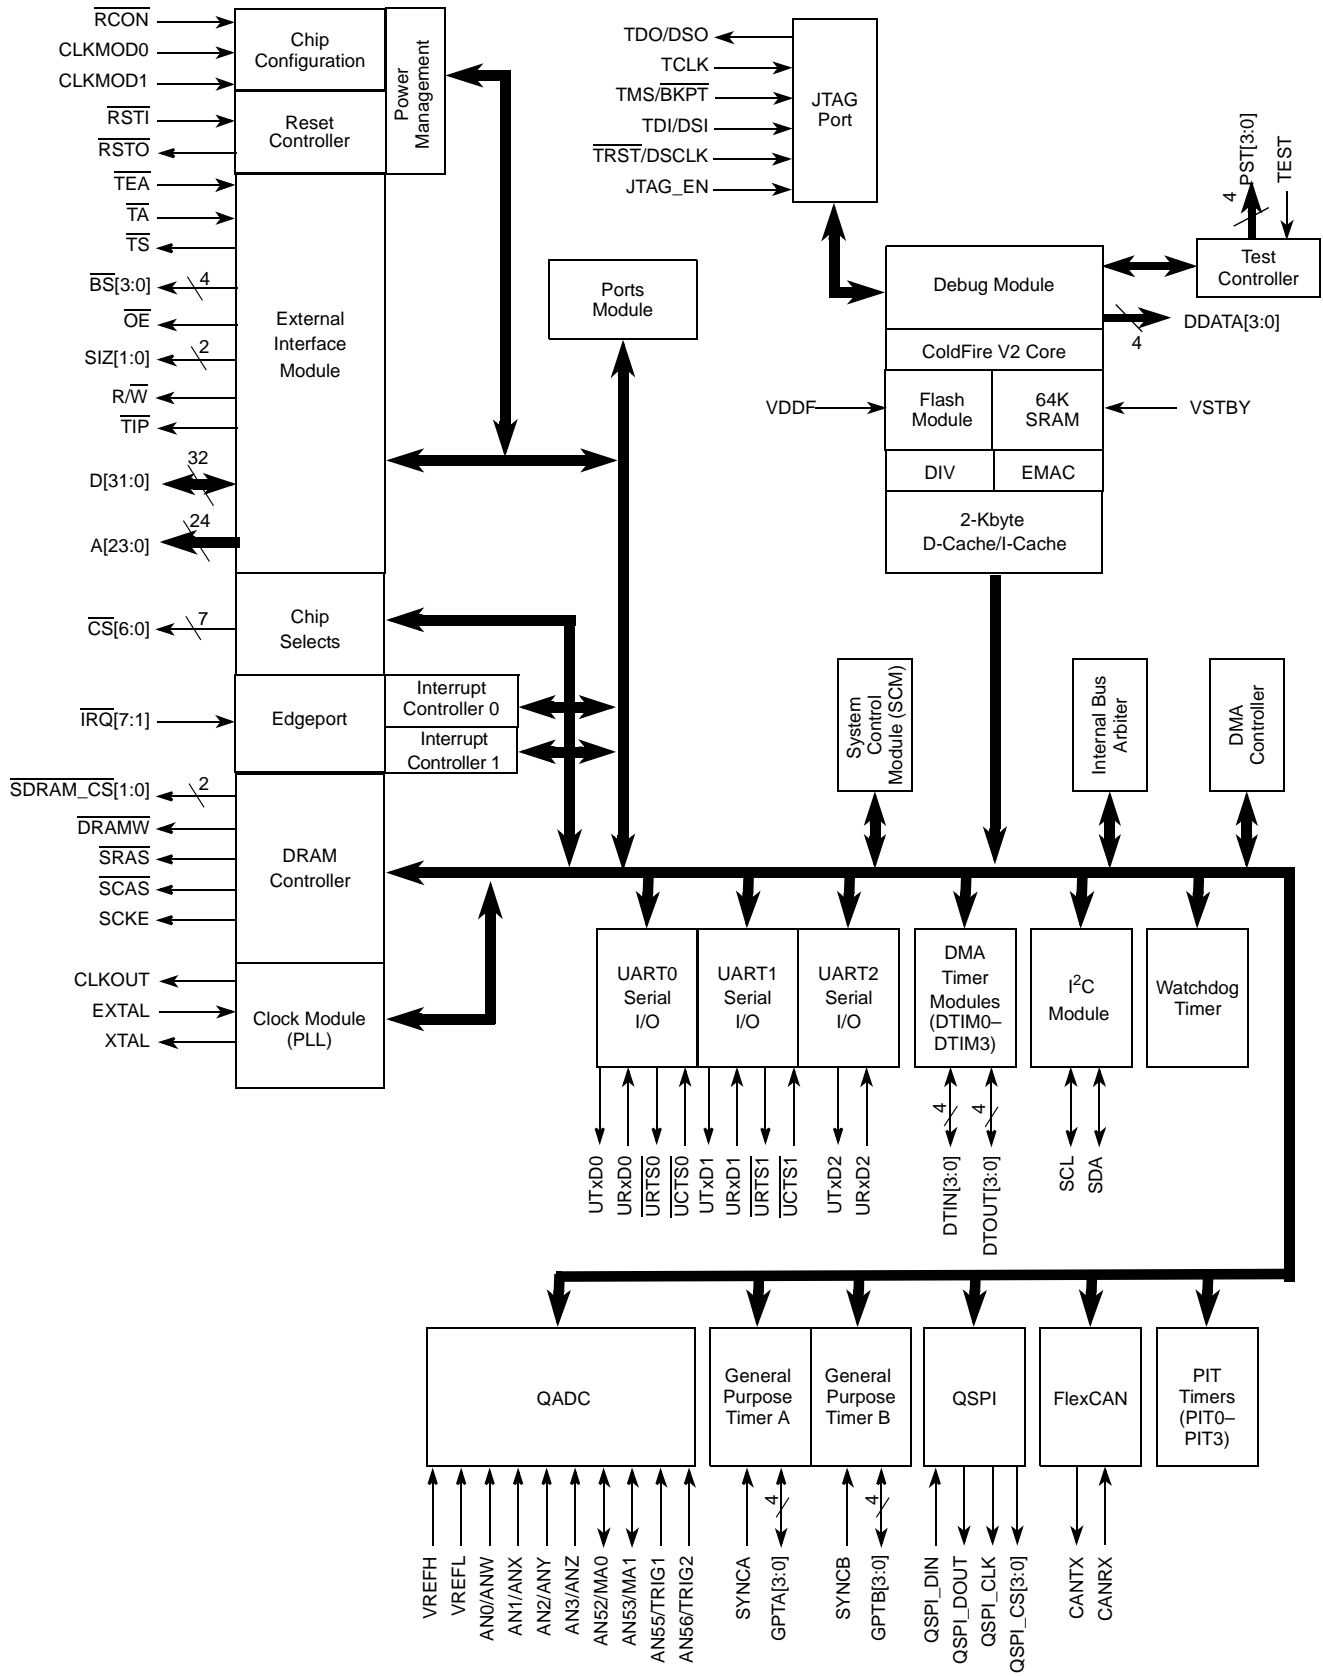 RCON
CLKMOD0
CLKMOD1
RSTI
RSTO
TEA
TA
TS
BS[3:0]
4
OE
SIZ[1:0]
2
R/W
TIP
D[31:0]
32
A[23:0]
24
CS[6:0]
7
IRQ[7:1]
SDRAM_CS[1:0]
2
DRAMW
SRAS
SCAS
SCKE
CLKOUT
EXTAL
XTAL
Chip
Configuration
Reset
Controller
Power
Management
External
Interface
Module
Chip
Selects
Edgeport
Interrupt
Controller 0
Interrupt
Controller 1
DRAM
Controller
Clock Module
(PLL)
Ports
Module
TDO/DSO
TCLK
TMS/BKPT
TDI/DSI
TRST/DSCLK
JTAG_EN
JTAG
Port
PST[3:0]
4
TEST
Test
Controller
Debug Module
DDATA[3:0]
4
ColdFire V2 Core
VDDF
Flash
Module
64K
SRAM
VSTBY
DIV
EMAC
2-Kbyte
D-Cache/I-Cache
System
Control
Module (SCM)
Internal Bus
Arbiter
DMA
Controller
UART0
Serial
I/O
UART1
Serial
I/O
UART2
Serial
I/O
DMA
Timer
Modules
(DTIM0–
DTIM3)
I2C
Module
Watchdog
Timer
4
4
UTxD0
URxD0
URTS0
UCTS0
UTxD1
URxD1
URTS1
UCTS1
UTxD2
URxD2
DTIN[3:0]
DTOUT[3:0]
SCL
SDA
QADC
General
Purpose
Timer A
General
Purpose
Timer B
QSPI
FlexCAN
PIT
Timers
(PIT0–
PIT3)
4
4
VREFH
VREFL
AN0/ANW
AN1/ANX
AN2/ANY
AN3/ANZ
AN52/MA0
AN53/MA1
AN55/TRIG1
AN56/TRIG2
SYNCA
GPTA[3:0]
SYNCB
GPTB[3:0]
QSPI_DIN
QSPI_DOUT
QSPI_CLK
QSPI_CS[3:0]
CANTX
CANRX